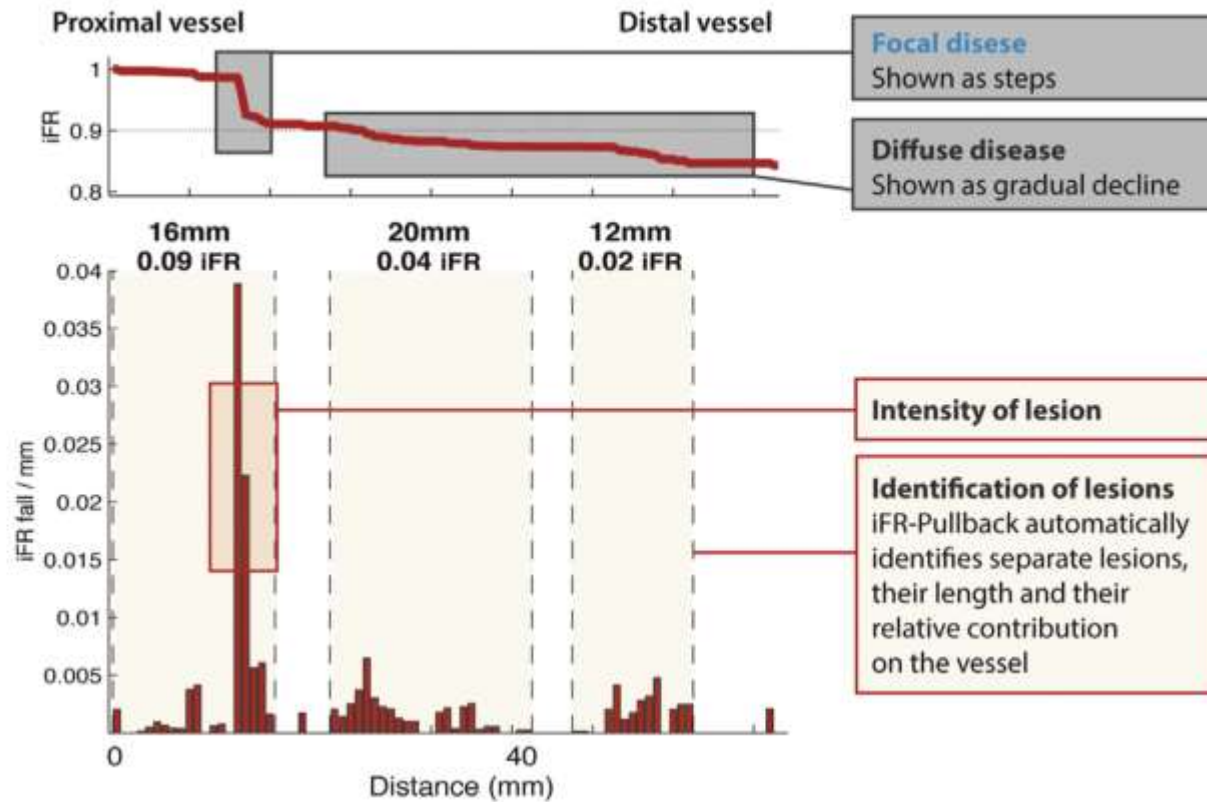 Proximal vessel
Distal vessel
Focal disese
Shown as steps
Diffuse disease
Shown as gradual decline
iFR
1
0.9
0.8
16mm
0.09 iFR
20mm
0.04 iFR
12mm
0.02 iFR
iFR fall / mm
0.04
0.035
0.03
0.025
0.02
0.015
0.01
0.005
0
40
Distance (mm)
Intensity of lesion
Identification of lesions
iFR-Pullback automatically
identifies separate lesions,
their length and their
relative contribution
on the vessel